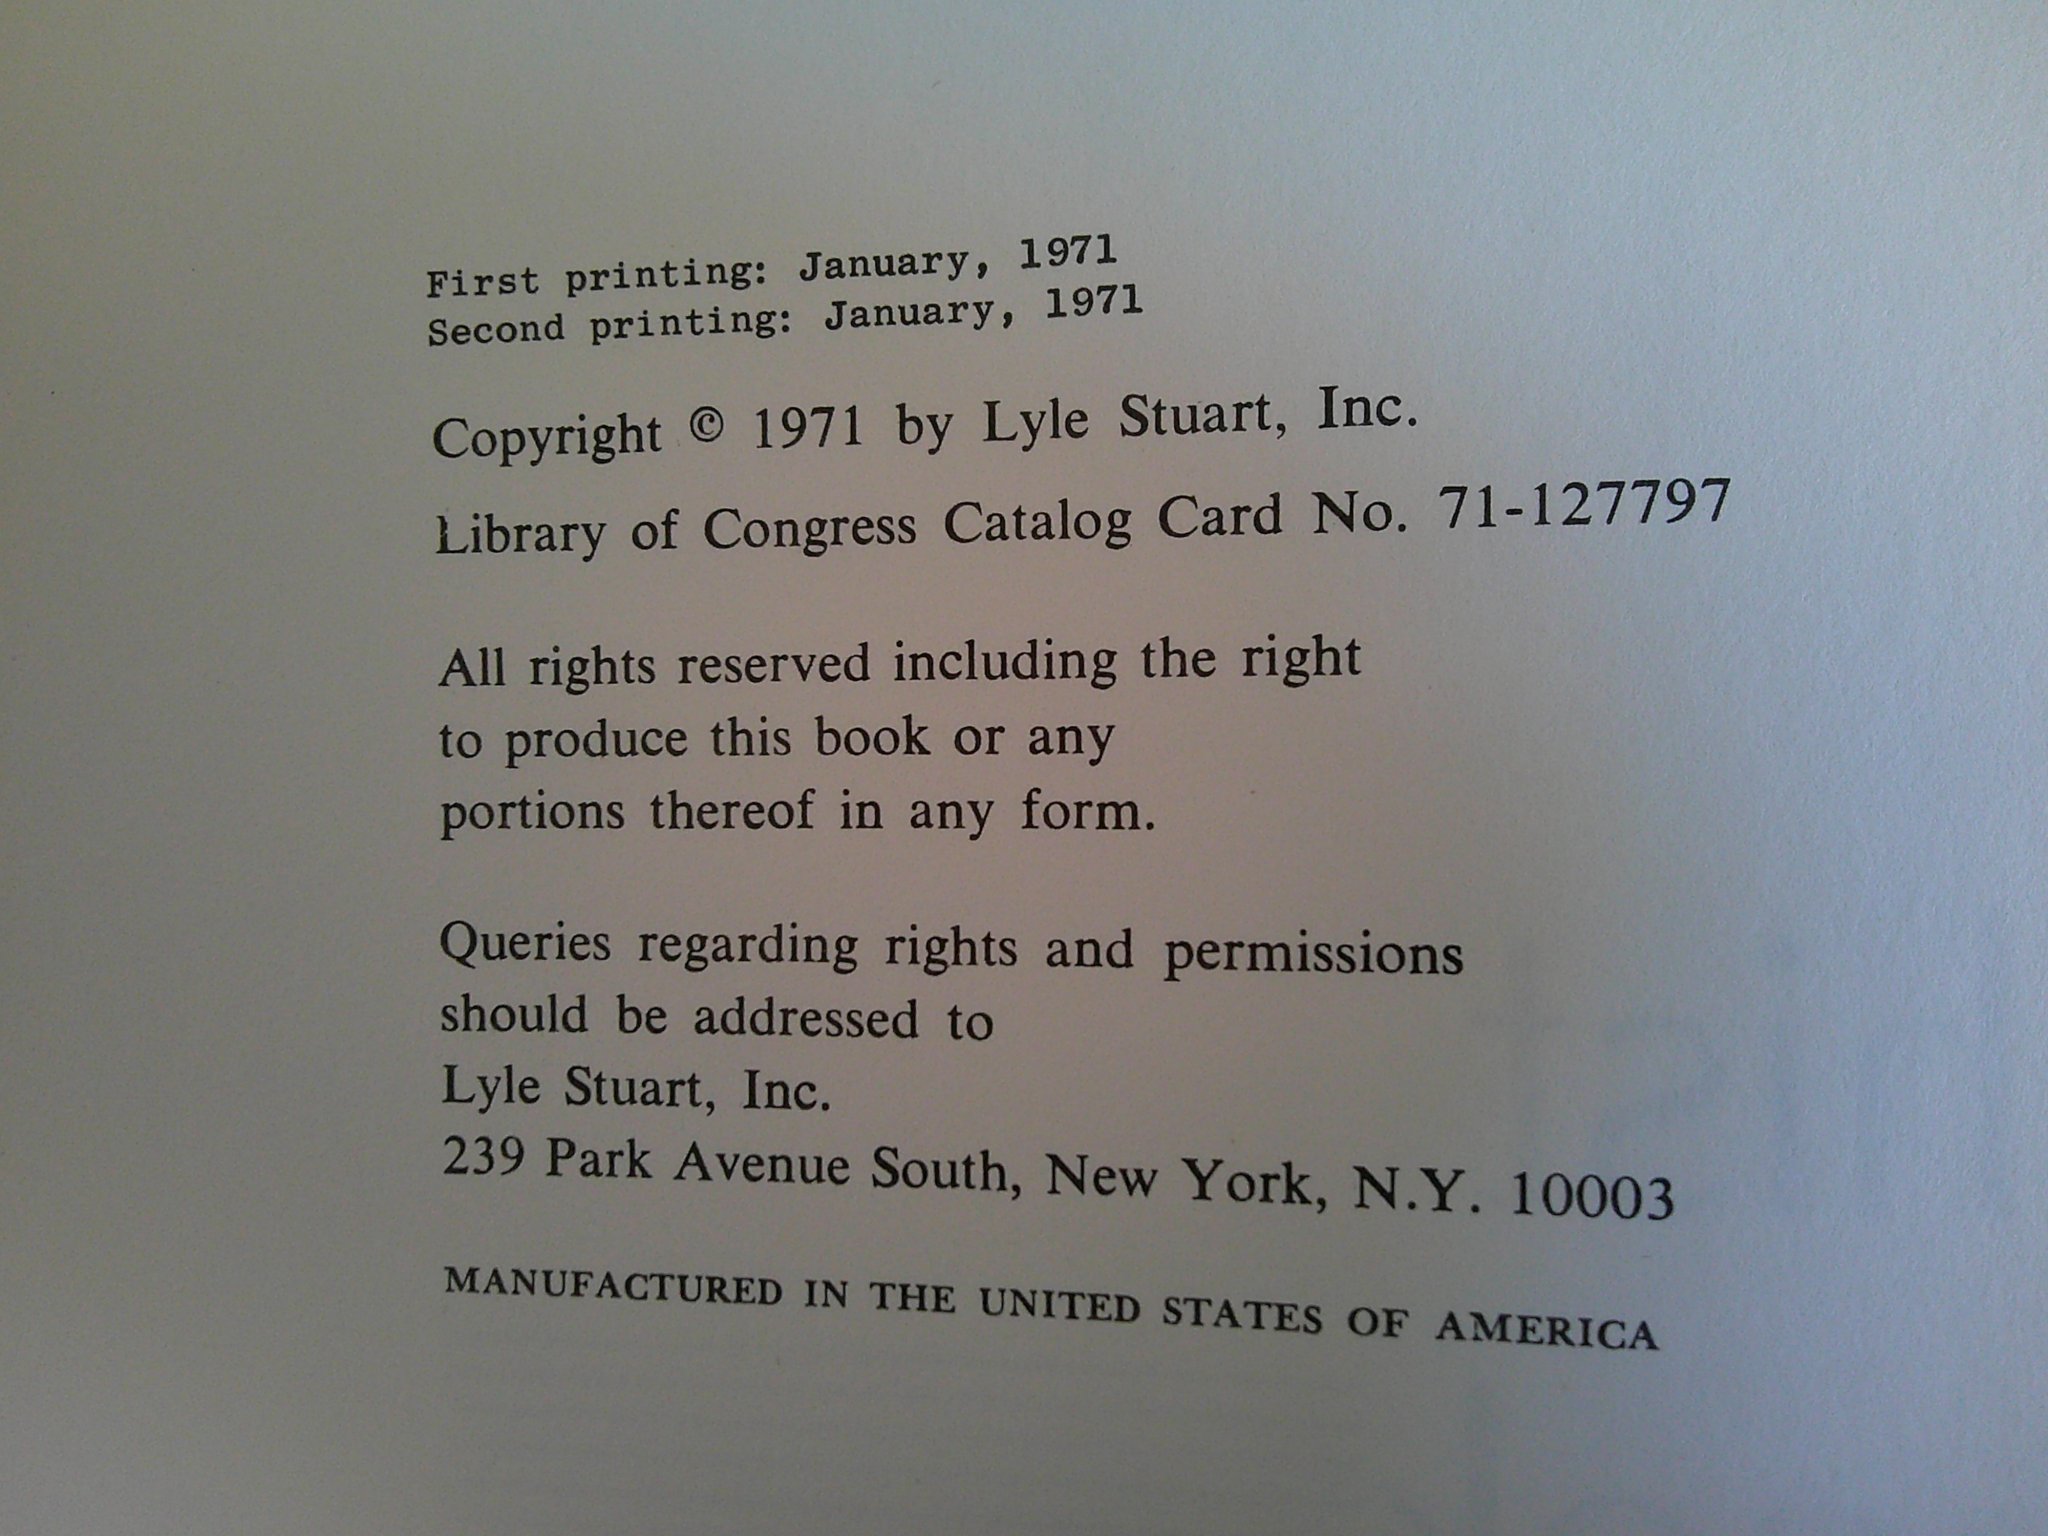 First printing: January, 1971
Second printing: January, 1971
Copyright © 1971 by Lyle Stuart, Inc.
Library of Congress Catalog Card No. 71-127797
All rights reserved including the right
to produce this book or any
portions thereof in any form.
Queries regarding rights and permissions
should be addressed to
Lyle Stuart, Inc.
239 Park Avenue South, New York, N.Y. 10003
MANUFACTURED IN THE UNITED STATES OF AMERICA